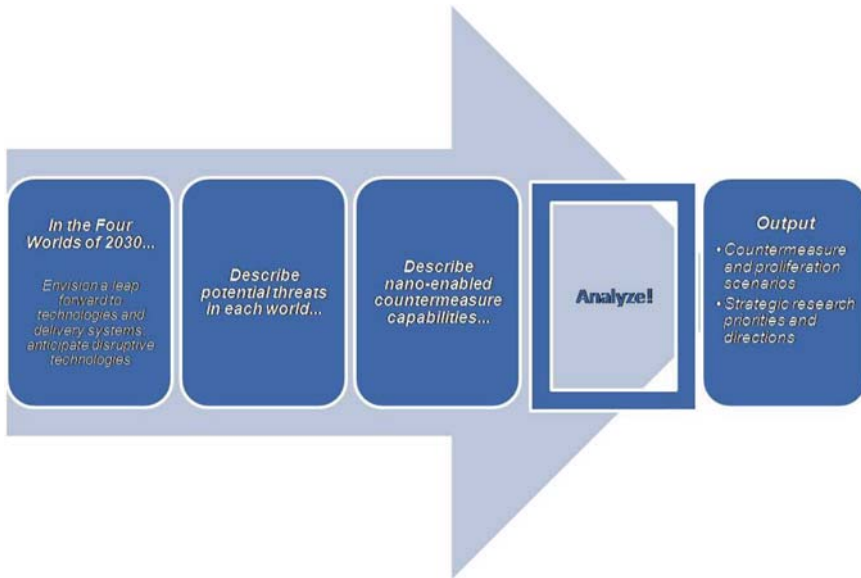 In the Four
Worlds of 2030...
Envision a leap
forward to
technologies and
delivery systems;
anticipate disruptive
technologies
Describe
potential threats
in each world...
Describe
nano-enabled
countermeasure
capabilities...
Analyze!
Output
• Countermeasure
and proliferation
scenarios
• Strategic research
priorities and
directions